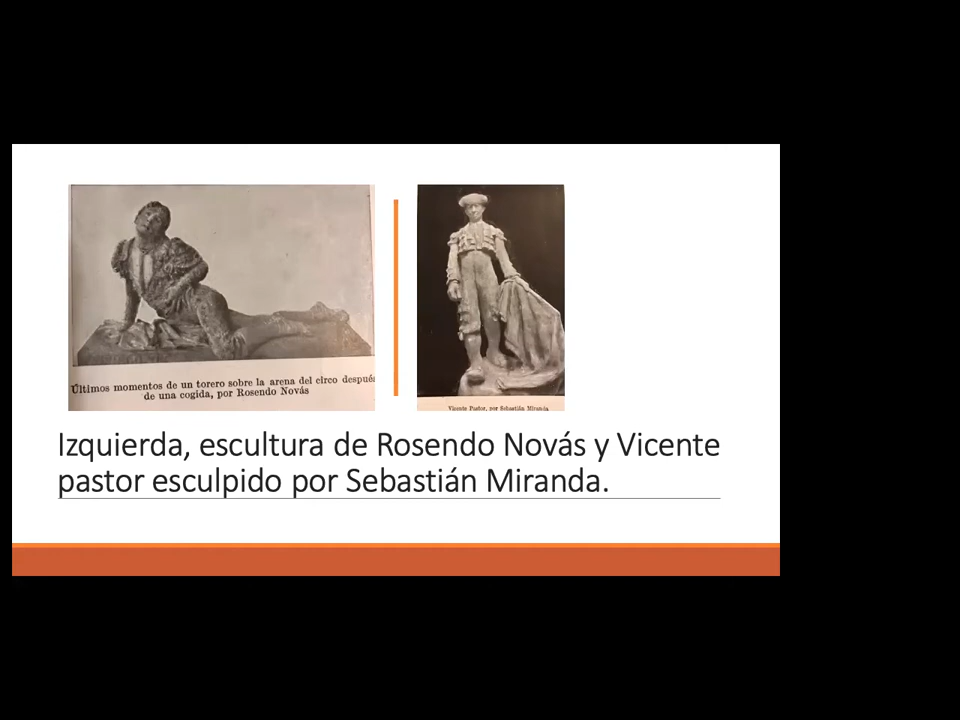 Últimos momentos de un torero sobre la arena del circo despué
de una cogida, por Rosendo Novás
Vicente Pastor, por Sebastián Miranda.
Izquierda, escultura de Rosendo Novás y Vicente
pastor esculpido por Sebastián Miranda.